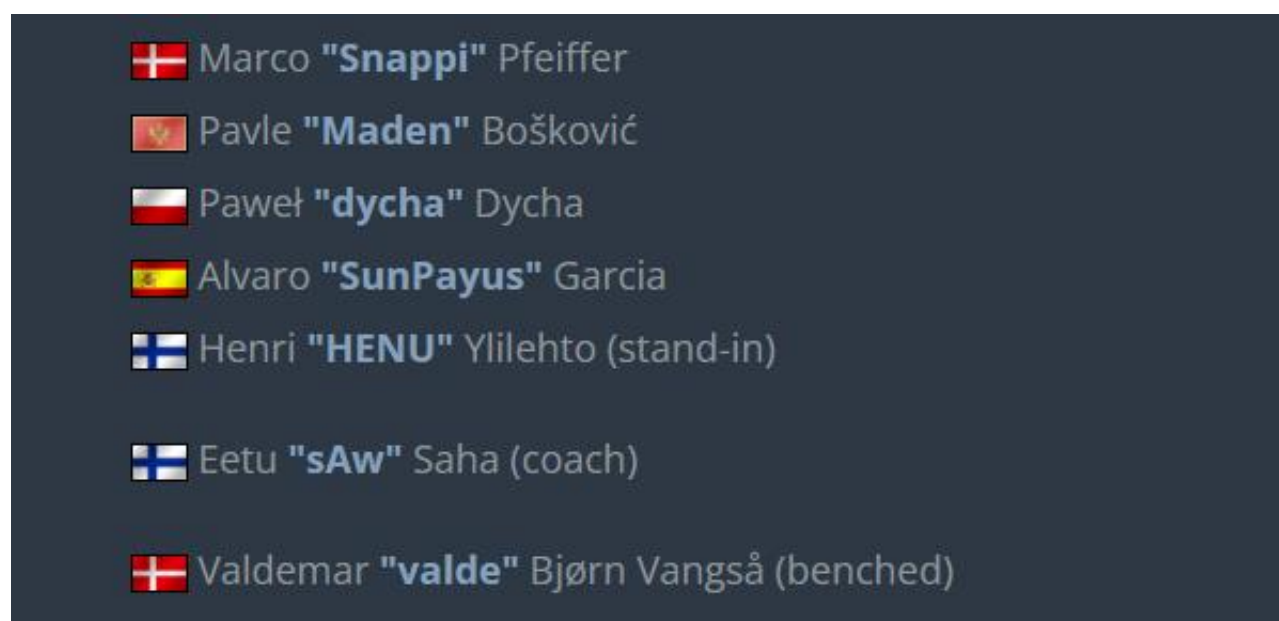 Marco "Snappi" Pfeiffer
Pavle "Maden" Bošković
Paweł "dycha" Dycha
Alvaro "SunPayus" Garcia
Henri "HENU" Ylilehto (stand-in)
Eetu "sAw" Saha (coach)
Valdemar "valde" Bjørn Vangså (benched)